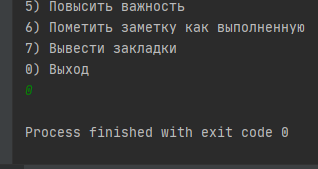 5) Повысить важность
6) Пометить заметку как выполненную
7) Вывести закладки
0) Выход
0
Process finished with exit code 0